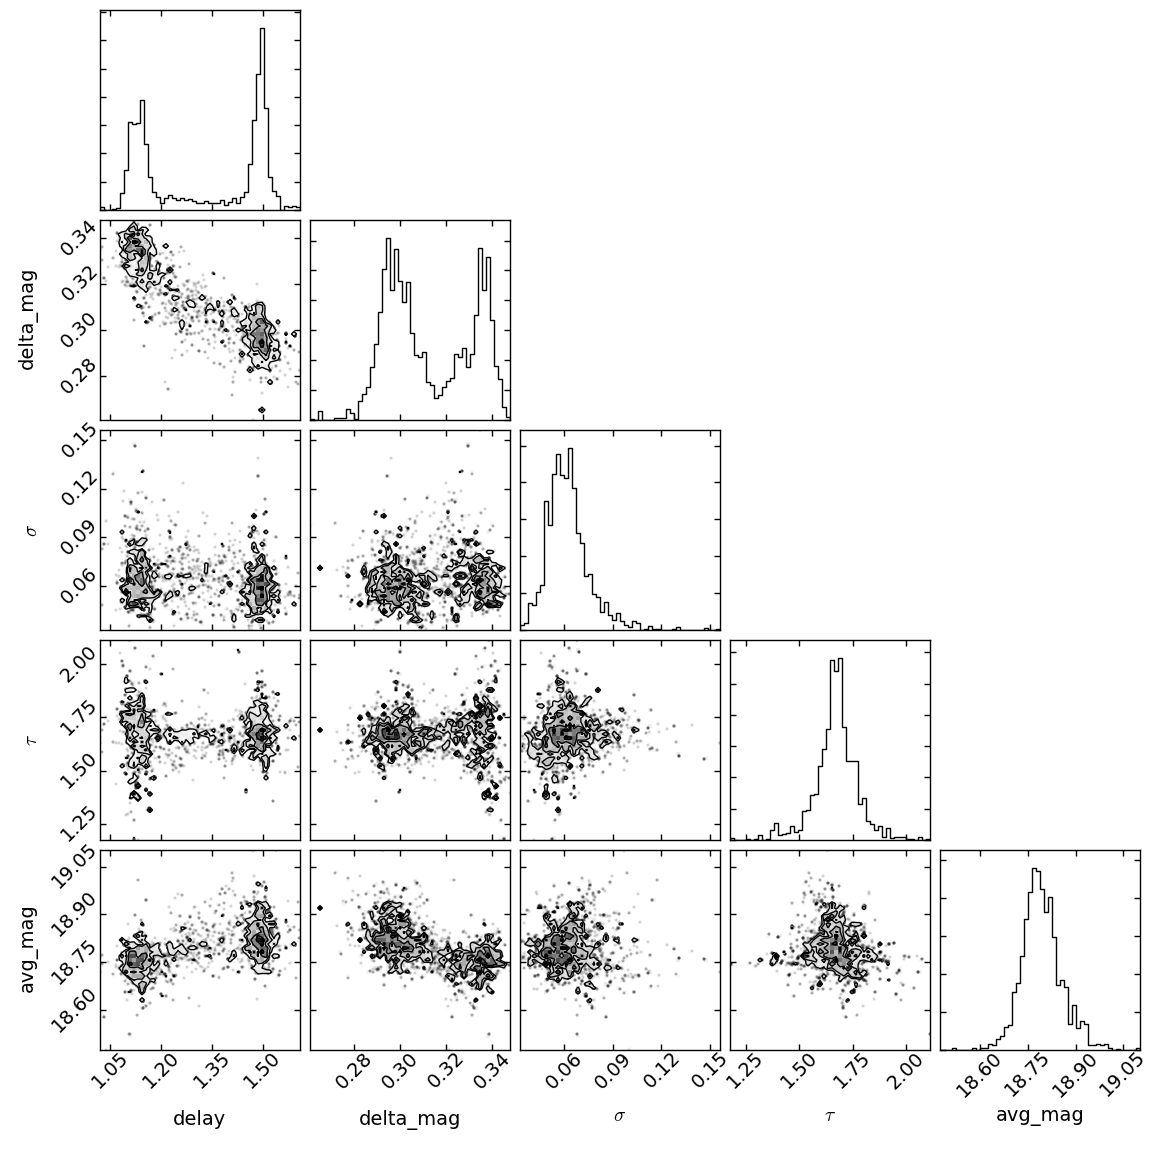 0.34
0.32
0.30
0.28
delta_mag
0.15
0.12
0.09
0.06
σ
2.00
1.75
1.50
1.25
τ
19.05
18.90
18.75
18.60
avg_mag
1.05 1.20 1.35 1.50
0.28 0.30 0.32 0.34
0.06 0.09 0.12 0.15
1.25 1.50 1.75 2.00
18.60 18.75 18.90 19.05
delay delta_mag σ τ avg_mag